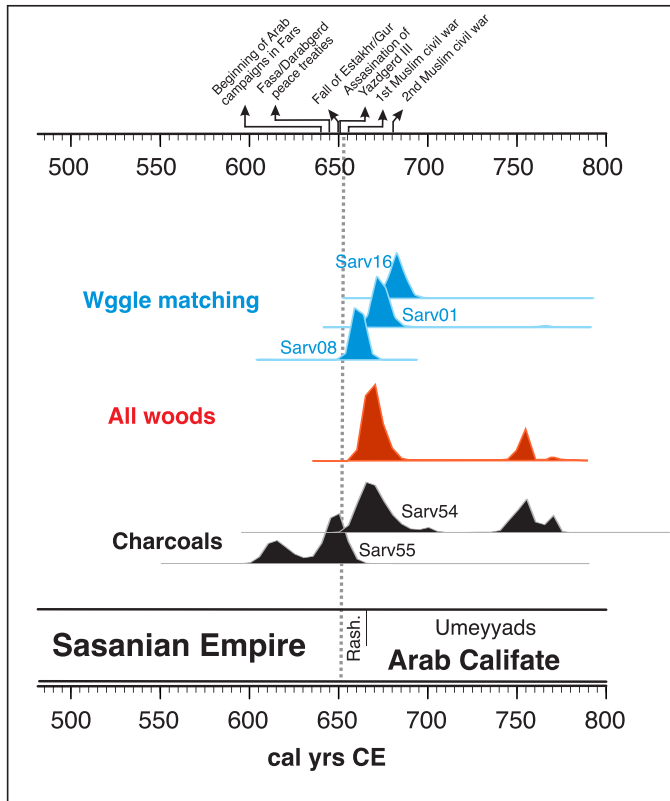 Beginning of Arab
campaigns in Fars
Fasa/Darabgerd
peace treaties
Fall of Estakhr/Gur
Assasination of
Yazdgerd III
1st Muslim civil war
2nd Muslim civil war
500 550 600 650 700 750 800
Sarv16
Wggle matching
Sarv01
Sarv08
All woods
Sarv54
Charcoals
Sarv55
Sasanian Empire
Rash.
Umeyyads
Arab Califate
500 550 600 650 700 750 800
cal yrs CE